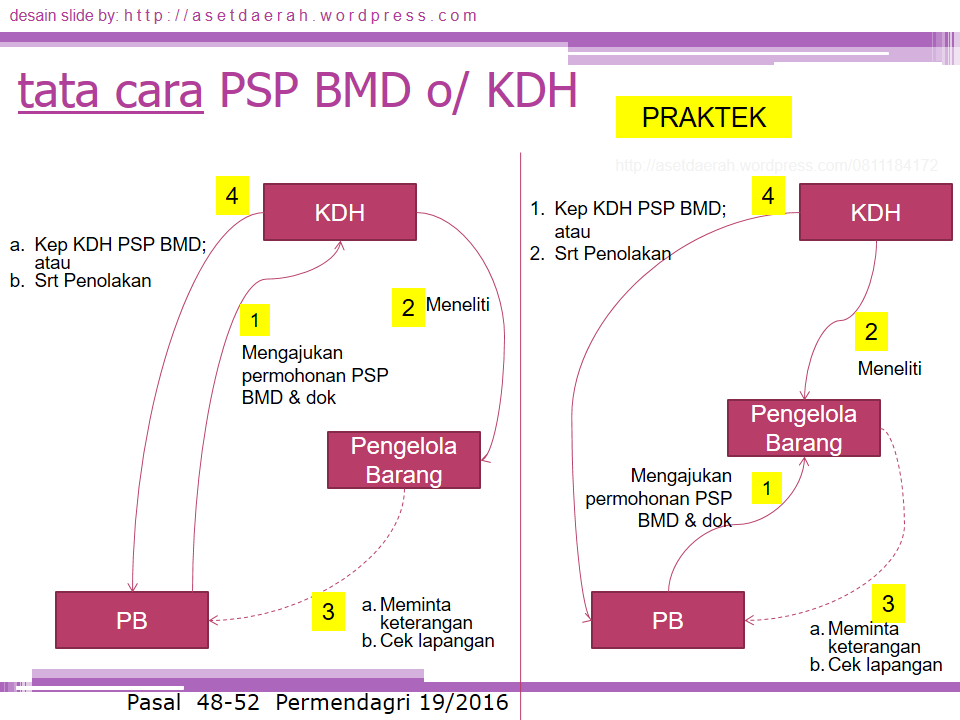 desain slide by: http://asetdaerah.wordpress.com
tata cara PSP BMD o/ KDH
PRAKTEK
http://asetdaerah.wordpress.com/0811184172
4
KDH
a. Kep KDH PSP BMD;
atau
b. Srt Penolakan
1
Mengajukan
permohonan PSP
BMD & dok
2
Meneliti
Pengelola
Barang
PB
3
a. Meminta
keterangan
b. Cek lapangan
4
KDH
1. Kep KDH PSP BMD;
atau
2. Srt Penolakan
2
Meneliti
Pengelola
Barang
Mengajukan
permohonan PSP
BMD & dok
1
PB
3
a. Meminta
keterangan
b. Cek lapangan
Pasal 48-52 Permendagri 19/2016